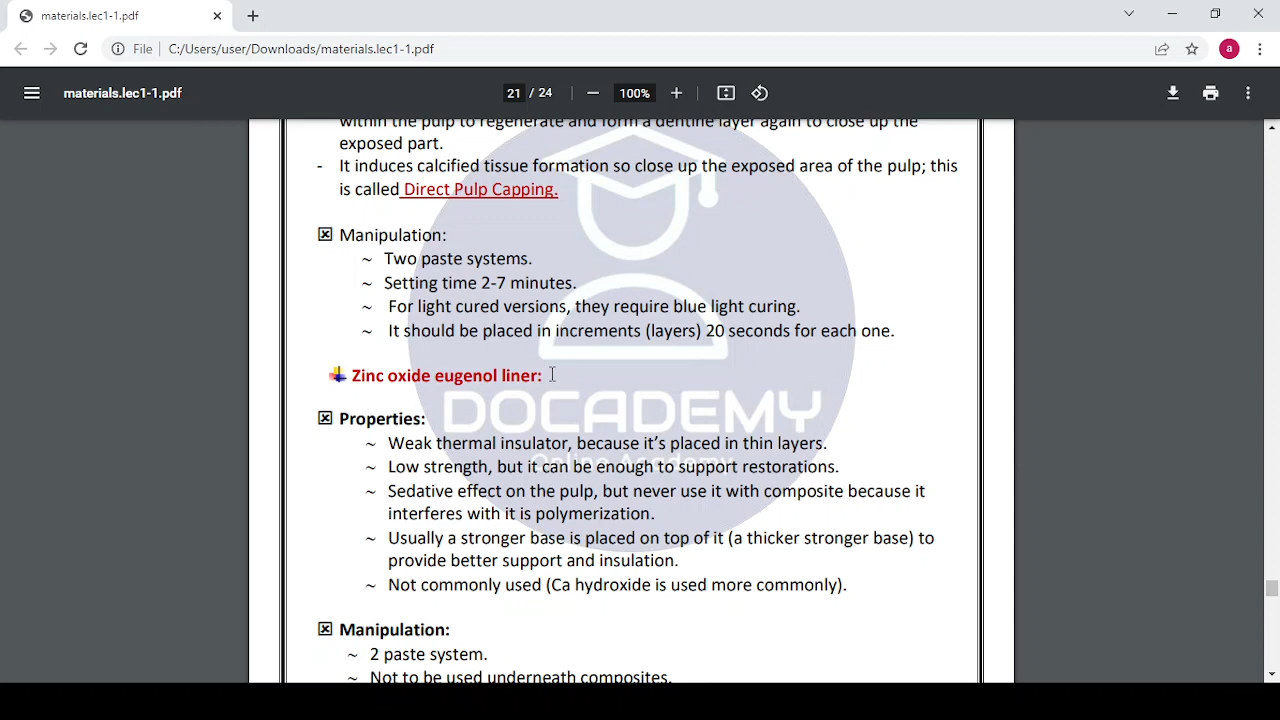 materials.lec1-1.pdf
File C:/Users/user/Downloads/materials.lec1-1.pdf
a
materials.lec1-1.pdf
21 / 24
100%
within the pulp to regenerate and form a dentine layer again to close up the
exposed part.
- It induces calcified tissue formation so close up the exposed area of the pulp; this
is called Direct Pulp Capping.
Manipulation:
~ Two paste systems.
~ Setting time 2-7 minutes.
~ For light cured versions, they require blue light curing.
~ It should be placed in increments (layers) 20 seconds for each one.
Zinc oxide eugenol liner:
DOCADEMY
Online Academy
Properties:
~ Weak thermal insulator, because it's placed in thin layers.
~ Low strength, but it can be enough to support restorations.
~ Sedative effect on the pulp, but never use it with composite because it
interferes with it is polymerization.
~ Usually a stronger base is placed on top of it (a thicker stronger base) to
provide better support and insulation.
~ Not commonly used (Ca hydroxide is used more commonly).
Manipulation:
~ 2 paste system.
~ Not to be used underneath composites.